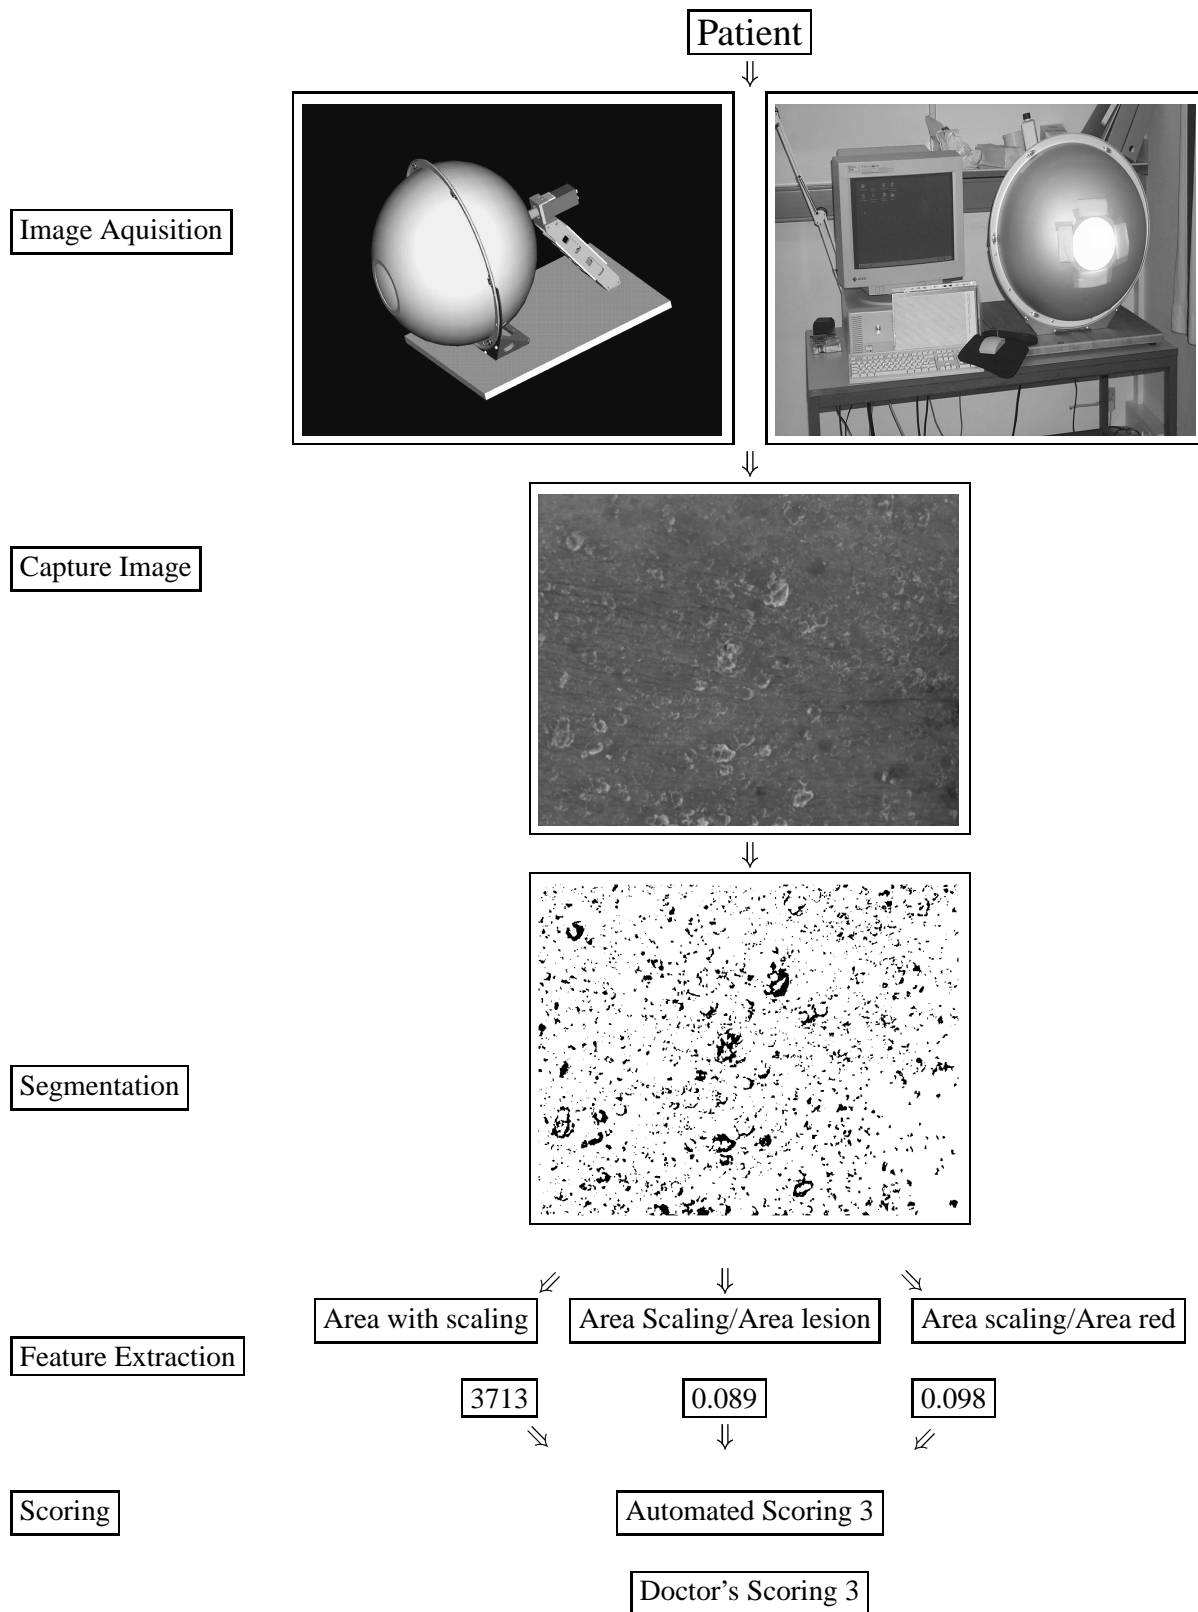 Patient
Image Aquisition
Capture Image
Segmentation
Area with scaling
Area Scaling/Area lesion
Area scaling/Area red
Feature Extraction
3713
0.089
0.098
Scoring
Automated Scoring 3
Doctor's Scoring 3